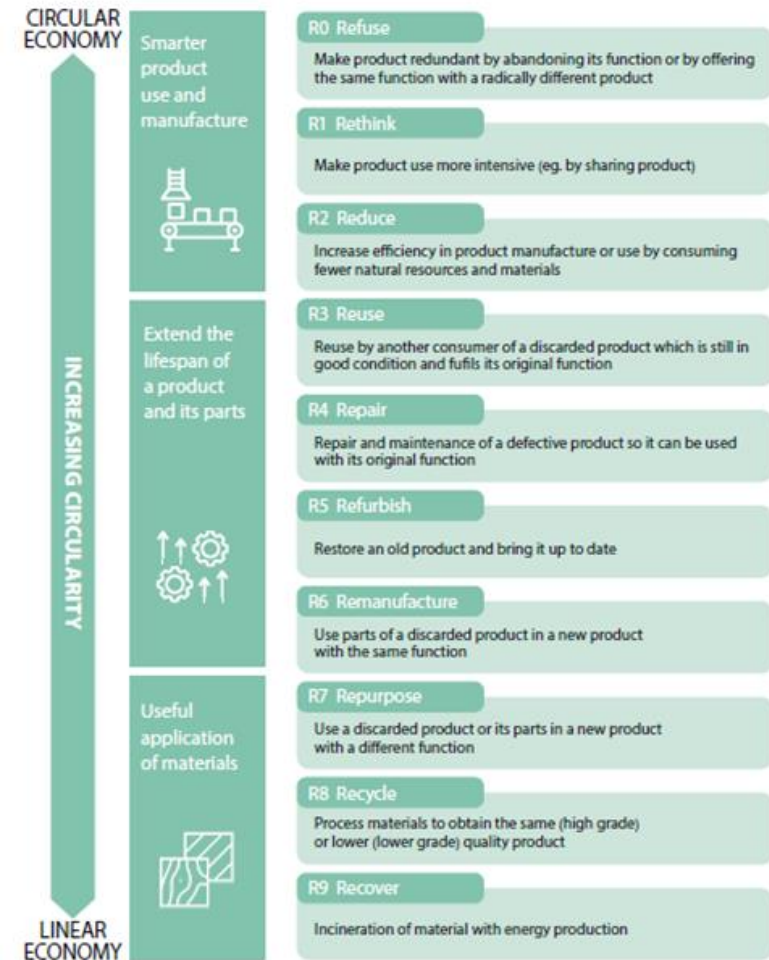 CIRCULAR
ECONOMY
Smarter
product
use and
manufacture
R0 Refuse
Make product redundant by abandoning its function or by offering
the same function with a radically different product
R1 Rethink
Make product use more intensive (eg. by sharing product)
R2 Reduce
Increase efficiency in product manufacture or use by consuming
fewer natural resources and materials
INCREASING CIRCULARITY
Extend the
lifespan of
a product
and its parts
R3 Reuse
Reuse by another consumer of a discarded product which is still in
good condition and fufils its original function
R4 Repair
Repair and maintenance of a defective product so it can be used
with its original function
R5 Refurbish
Restore an old product and bring it up to date
R6 Remanufacture
Use parts of a discarded product in a new product
with the same function
Useful
application
of materials
R7 Repurpose
Use a discarded product or its parts in a new product
with a different function
R8 Recycle
Process materials to obtain the same (high grade)
or lower (lower grade) quality product
R9 Recover
Incineration of material with energy production
LINEAR
ECONOMY